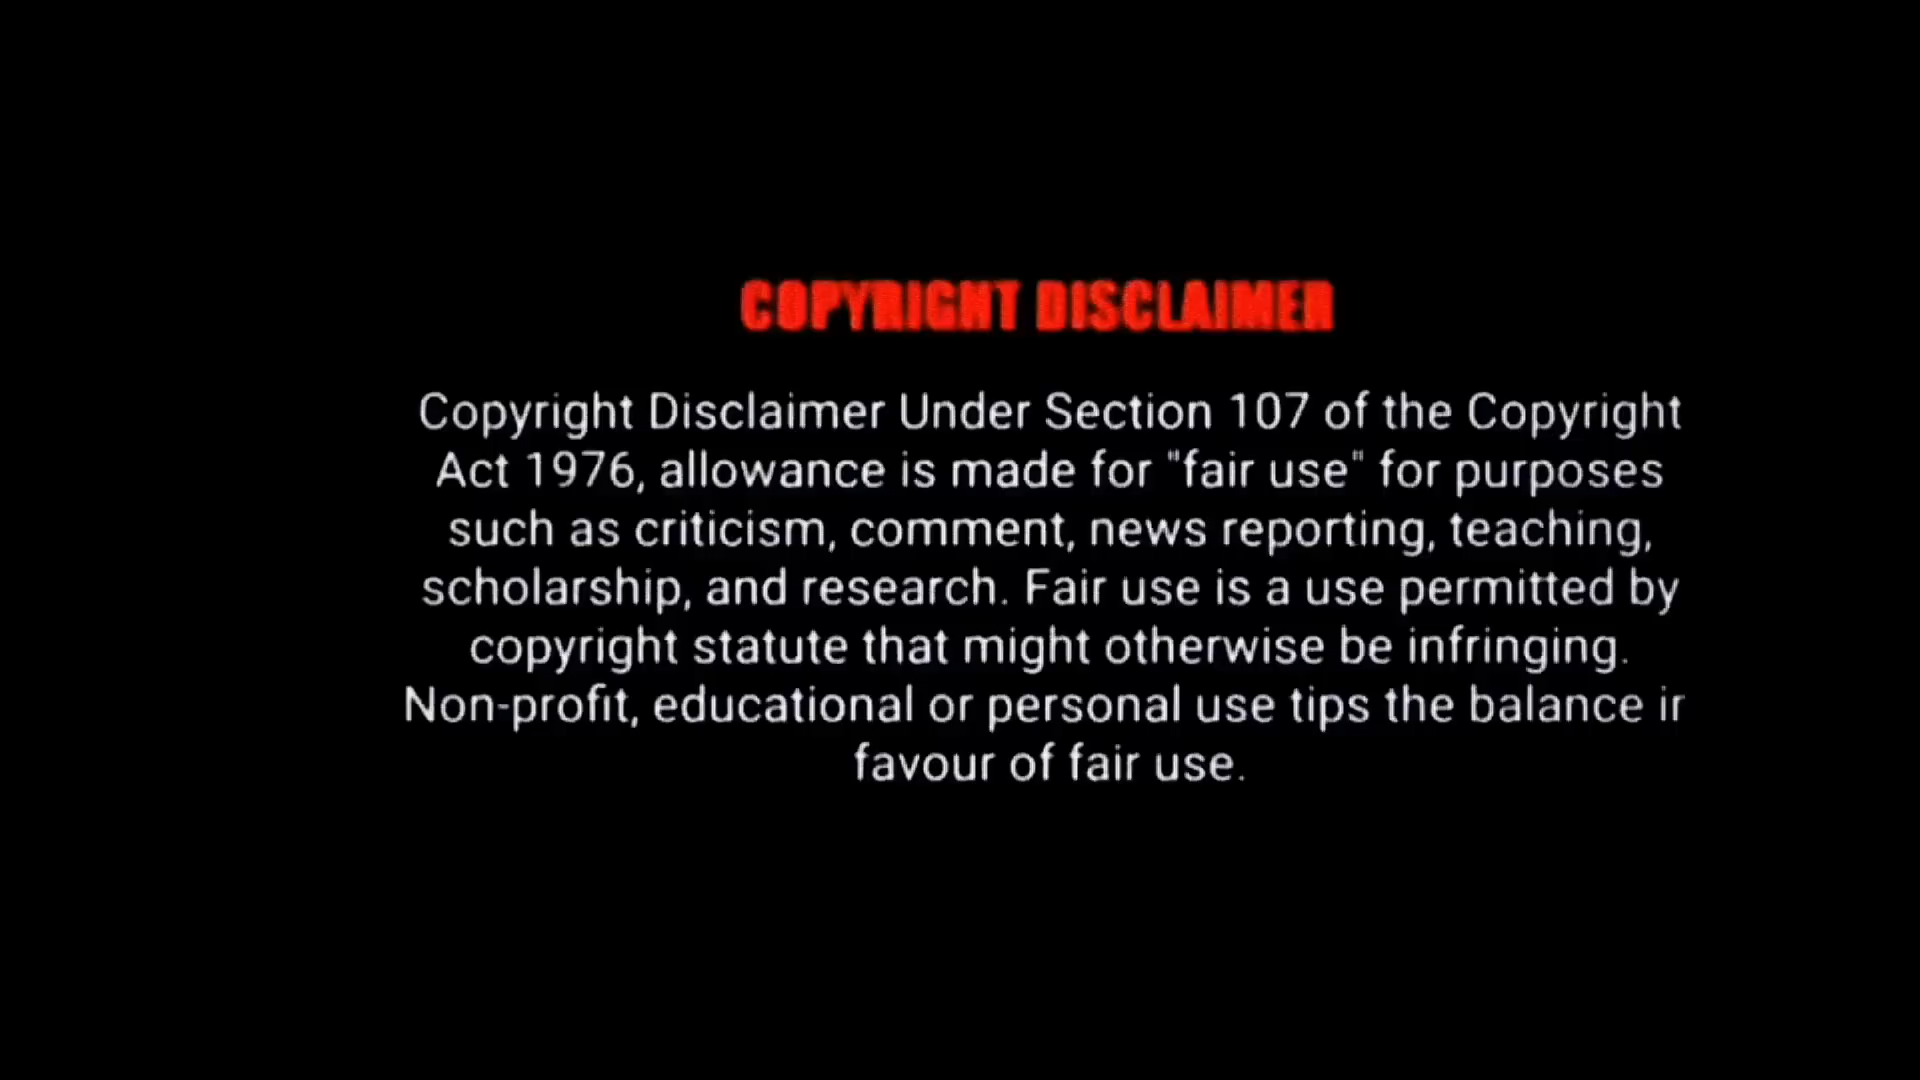 COPYRIGHT DISCLAIMER
Copyright Disclaimer Under Section 107 of the Copyright
Act 1976, allowance is made for "fair use" for purposes
such as criticism, comment, news reporting, teaching,
scholarship, and research. Fair use is a use permitted by
copyright statute that might otherwise be infringing.
Non-profit, educational or personal use tips the balance
favour of fair use.